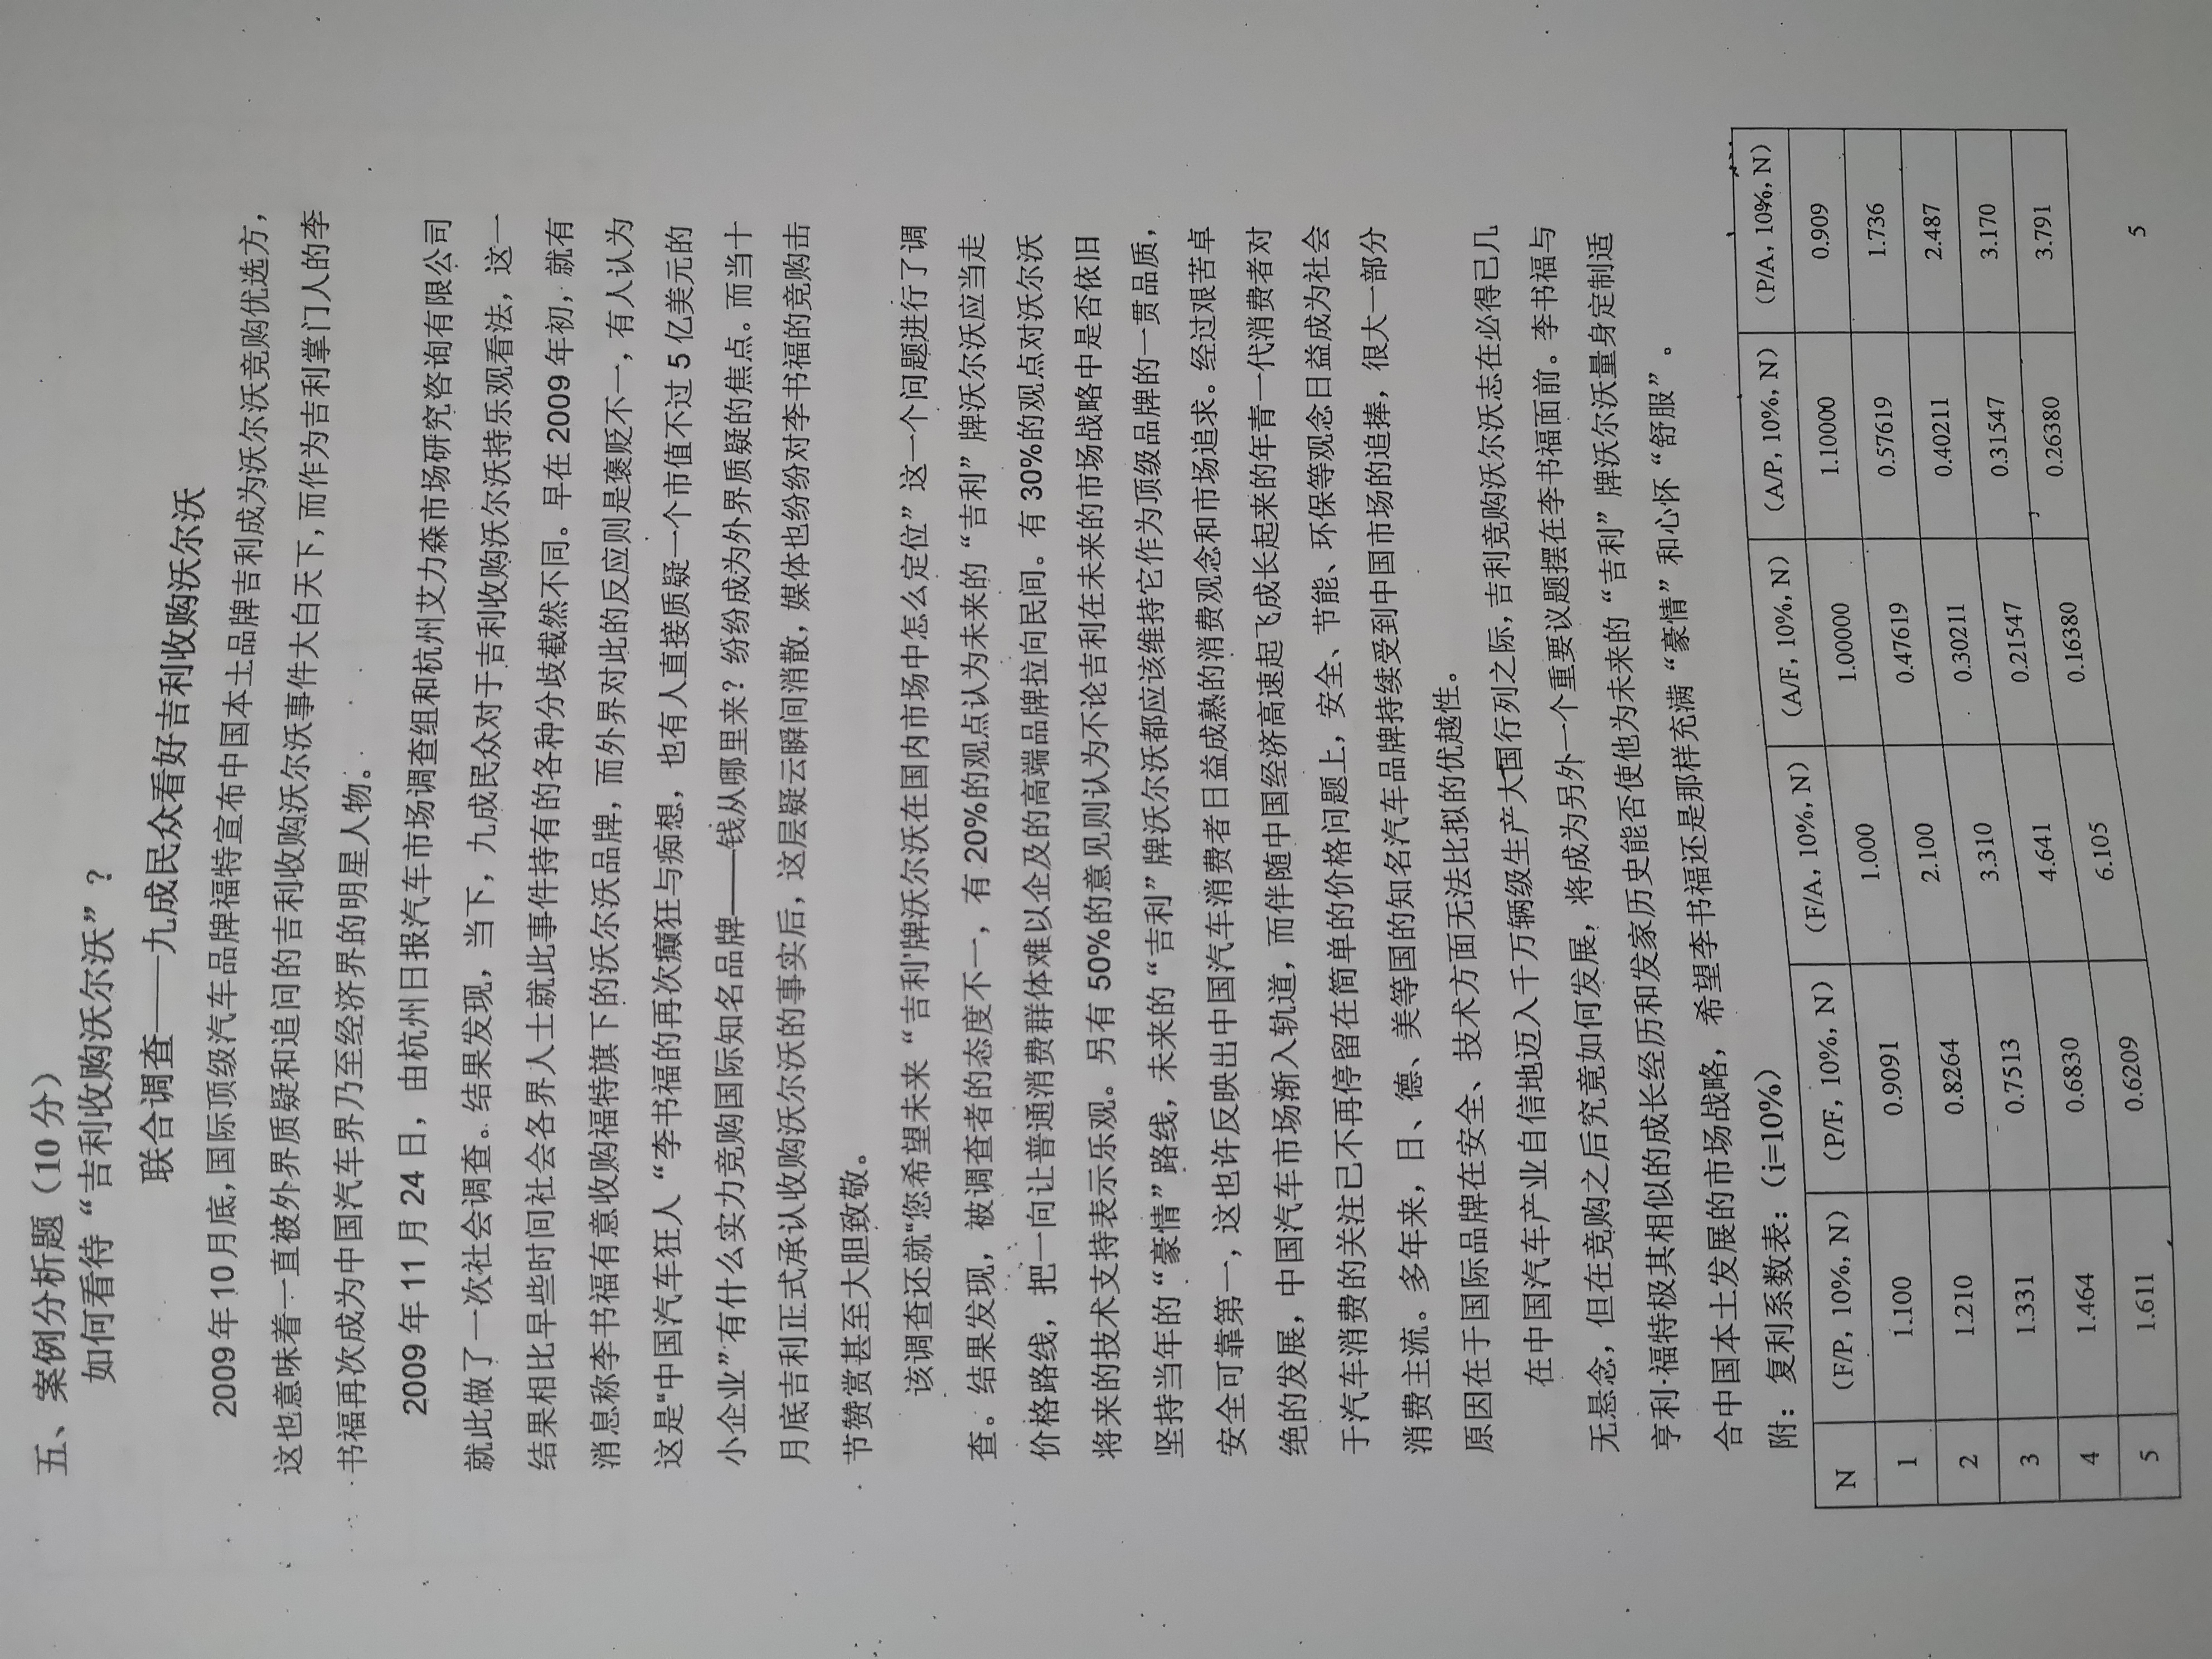 五、案例分析题（10 分）
如何看待“吉利收购沃尔沃”？
联合调查——九成民众看好吉利收购沃尔沃
2009 年 10 月底，国际顶级汽车品牌福特宣布中国本土品牌吉利成为沃尔沃竞购优选方，
这也意味着一直被外界质疑和追问的吉利收购沃尔沃事件大白天下，而作为吉利掌门人的李
书福再次成为中国汽车界乃至经济界的明星人物。
2009 年 11 月 24 日，由杭州日报汽车市场调查组和杭州艾力森市场研究咨询有限公司
就此做了一次社会调查。结果发现，当下，九成民众对于吉利收购沃尔沃持乐观看法，这一
结果相比早些时间社会各界人士就此事件持有的各种分歧截然不同。早在 2009 年初，就有
消息称李书福有意收购福特旗下的沃尔沃品牌，而外界对此的反应则是褒贬不一，有人认为
这是“中国汽车狂人“李书福的再次癫狂与痴想，也有人直接质疑一个市值不过 5 亿美元的
小企业”有什么实力竞购国际知名品牌——钱从哪里来？纷纷成为外界质疑的焦点。而当十
月底吉利正式承认收购沃尔沃的事实后，这层疑云瞬间消散，媒体也纷纷对李书福的竞购击
节赞赏甚至大胆致敬。
该调查还就“您希望未来“吉利’牌沃尔沃在国内市场中怎么定位”这一个问题进行了调
查。结果发现，被调查者的态度不一，有 20%的观点认为未来的“吉利”牌沃尔沃应当走
价格路线，把一向让普通消费群体难以企及的高端品牌拉向民间。有 30%的观点对沃尔沃
将来的技术支持表示乐观。另有 50%的意见则认为不论吉利在未来的市场战略中是否依旧
坚持当年的“豪情”路线，未来的“吉利”牌沃尔沃都应该维持它作为顶级品牌的一贯品质，
安全可靠第一，这也许反映出中国汽车消费者日益成熟的消费观念和市场追求。经过艰苦卓
绝的发展，中国汽车市场渐入轨道，而伴随中国经济高速起飞成长起来的年青一代消费者对
于汽车消费的关注已不再停留在简单的价格问题上，安全、节能、环保等观念日益成为社会
消费主流。多年来，日、德、美等国的知名汽车品牌持续受到中国市场的追捧，很大一部分
原因在于国际品牌在安全、技术方面无法比拟的优越性。
在中国汽车产业自信地迈入千万辆级生产大国行列之际，吉利竞购沃尔沃志在必得已几
无悬念，但在竞购之后究竟如何发展，将成为另外一个重要议题摆在李书福面前。李书福与
亨利·福特极其相似的成长经历和发家历史能否使他为未来的“吉利”牌沃尔沃量身定制适
合中国本土发展的市场战略，希望李书福还是那样充满“豪情”和心怀“舒服”。
附：复利系数表：（i=10%）
N （F/P，10%，N） （P/F，10%，N） （F/A，10%，N） （A/F，10%，N） （A/P，10%，N） （P/A，10%，N）
1 1.100 0.9091 1.000 1.00000 1.10000 0.909
2 1.210 0.8264 2.100 0.47619 0.57619 1.736
3 1.331 0.7513 3.310 0.30211 0.40211 2.487
4 1.464 0.6830 4.641 0.21547 0.31547 3.170
5 1.611 0.6209 6.105 0.16380 0.26380 3.791
5